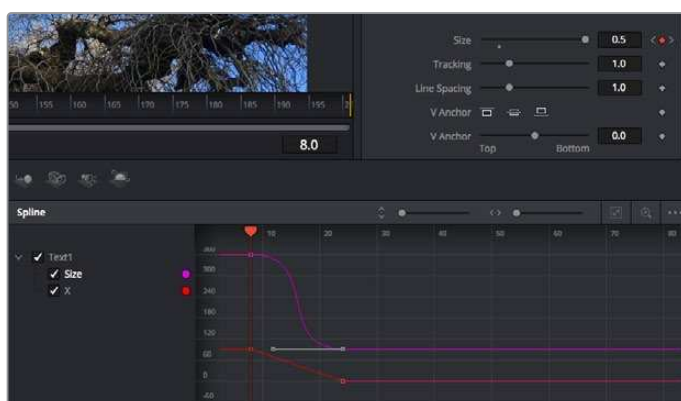 Size 0.5
Tracking 1.0
Line Spacing 1.0
V Anchor
V Anchor 0.0
Top Bottom
150 155 160 165 170 175 180 185 190 195
8.0
Spline
10 20 30 40 50 60 70 80
Text1
Size
X
360
300
240
180
120
60
0
-60